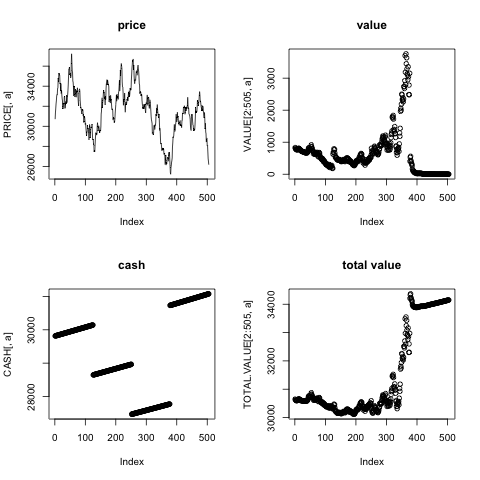 price
PRICE[, a]
26000 30000 34000
0 100 200 300 400 500
Index
value
VALUE[2:505, a]
0 1000 2000 3000
0 100 200 300 400 500
Index
cash
CASH[, a]
28000 30000
0 100 200 300 400 500
Index
total value
TOTAL.VALUE[2:505, a]
30000 32000 34000
0 100 200 300 400 500
Index